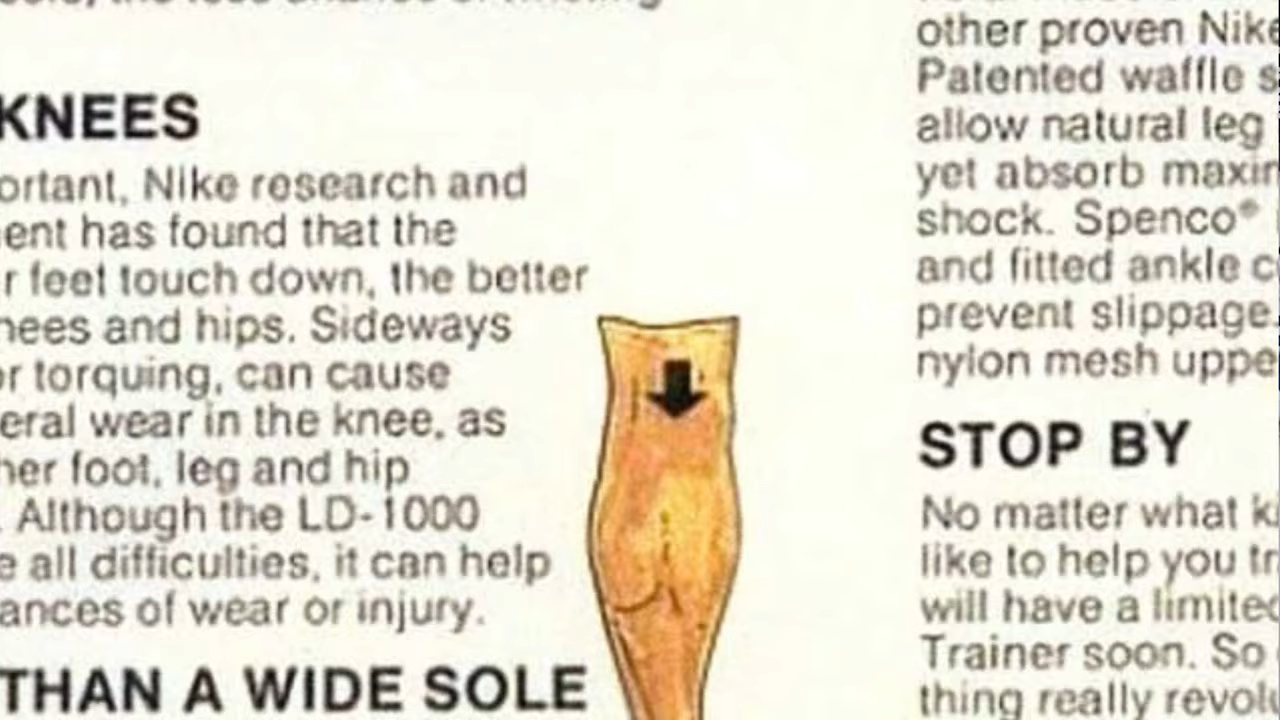 KNEES
ortant, Nike research and
ent has found that the
r feet touch down, the better
nees and hips. Sideways
or torquing, can cause
eral wear in the knee, as
her foot, leg and hip
. Although the LD-1000
e all difficulties, it can help
ances of wear or injury.
THAN A WIDE SOLE
other proven Nike
Patented waffle s
allow natural leg
yet absorb maxim
shock. Spenco®
and fitted ankle c
prevent slippage.
nylon mesh uppe
STOP BY
No matter what k
like to help you tr
will have a limited
Trainer soon. So
thing really revolu